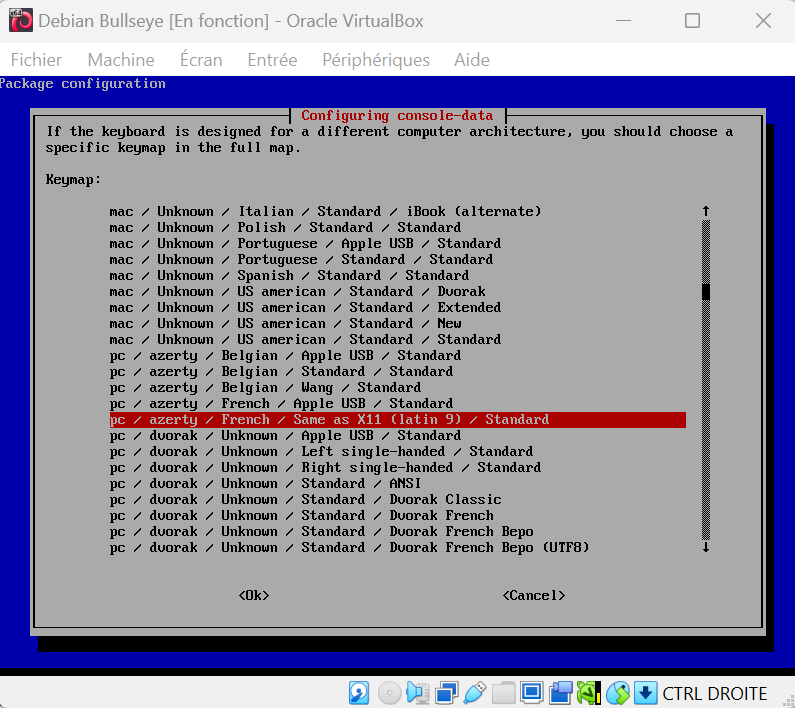 Debian Bullseye [En fonction] - Oracle VirtualBox
Fichier Machine Écran Entrée Périphériques Aide
Package configuration
Configuring console-data
If the keyboard is designed for a different computer architecture, you should choose a
specific keymap in the full map.
Keymap:
mac / Unknown / Italian / Standard / iBook (alternate)
mac / Unknown / Polish / Standard / Standard
mac / Unknown / Portuguese / Apple USB / Standard
mac / Unknown / Portuguese / Standard / Standard
mac / Unknown / Spanish / Standard / Standard
mac / Unknown / US american / Standard / Dvorak
mac / Unknown / US american / Standard / Extended
mac / Unknown / US american / Standard / New
mac / Unknown / US american / Standard / Standard
pc / azerty / Belgian / Apple USB / Standard
pc / azerty / Belgian / Standard / Standard
pc / azerty / Belgian / Wang / Standard
pc / azerty / French / Apple USB / Standard
pc / azerty / French / Same as X11 (latin 9) / Standard
pc / dvorak / Unknown / Apple USB / Standard
pc / dvorak / Unknown / Left single-handed / Standard
pc / dvorak / Unknown / Right single-handed / Standard
pc / dvorak / Unknown / Standard / ANSI
pc / dvorak / Unknown / Standard / Dvorak Classic
pc / dvorak / Unknown / Standard / Dvorak French
pc / dvorak / Unknown / Standard / Dvorak French Bepo
pc / dvorak / Unknown / Standard / Dvorak French Bepo (UTF8)
<Ok> <Cancel>
CTRL DROITE